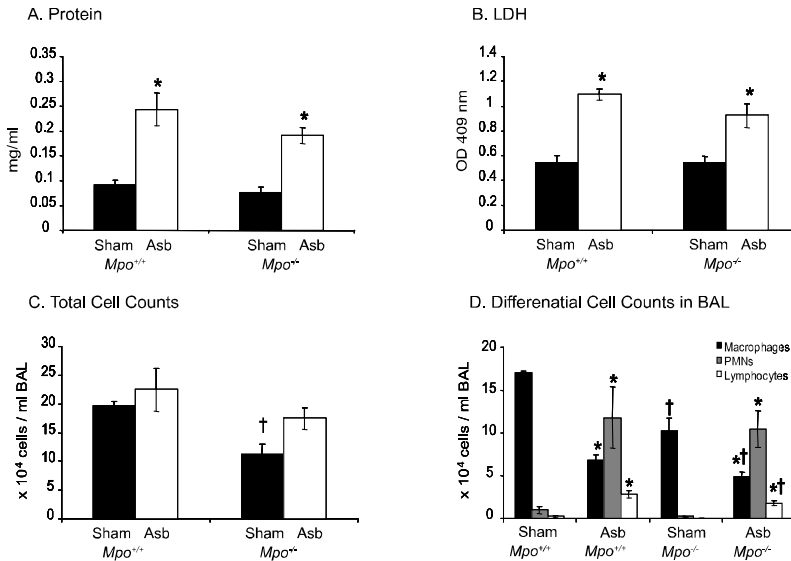 A. Protein
0.35
0.3
0.25
0.2
0.15
0.1
0.05
0
mg/ml
*
*
Sham Asb Sham Asb
Mpo+/+ Mpo-/-
B. LDH
1.4
1.2
1
0.8
0.6
0.4
0.2
0
OD 409 nm
*
*
Sham Asb Sham Asb
Mpo+/+ Mpo-/-
C. Total Cell Counts
30
25
20
15
10
5
0
x 10⁴ cells / ml BAL
†
Sham Asb Sham Asb
Mpo+/+ Mpo-/-
D. Differenatial Cell Counts in BAL
Macrophages
PMNs
Lymphocytes
20
15
10
5
0
x 10⁴ cells / ml BAL
* * * † *† * *†
Sham Asb Sham Asb
Mpo+/+ Mpo+/+ Mpo-/- Mpo-/-